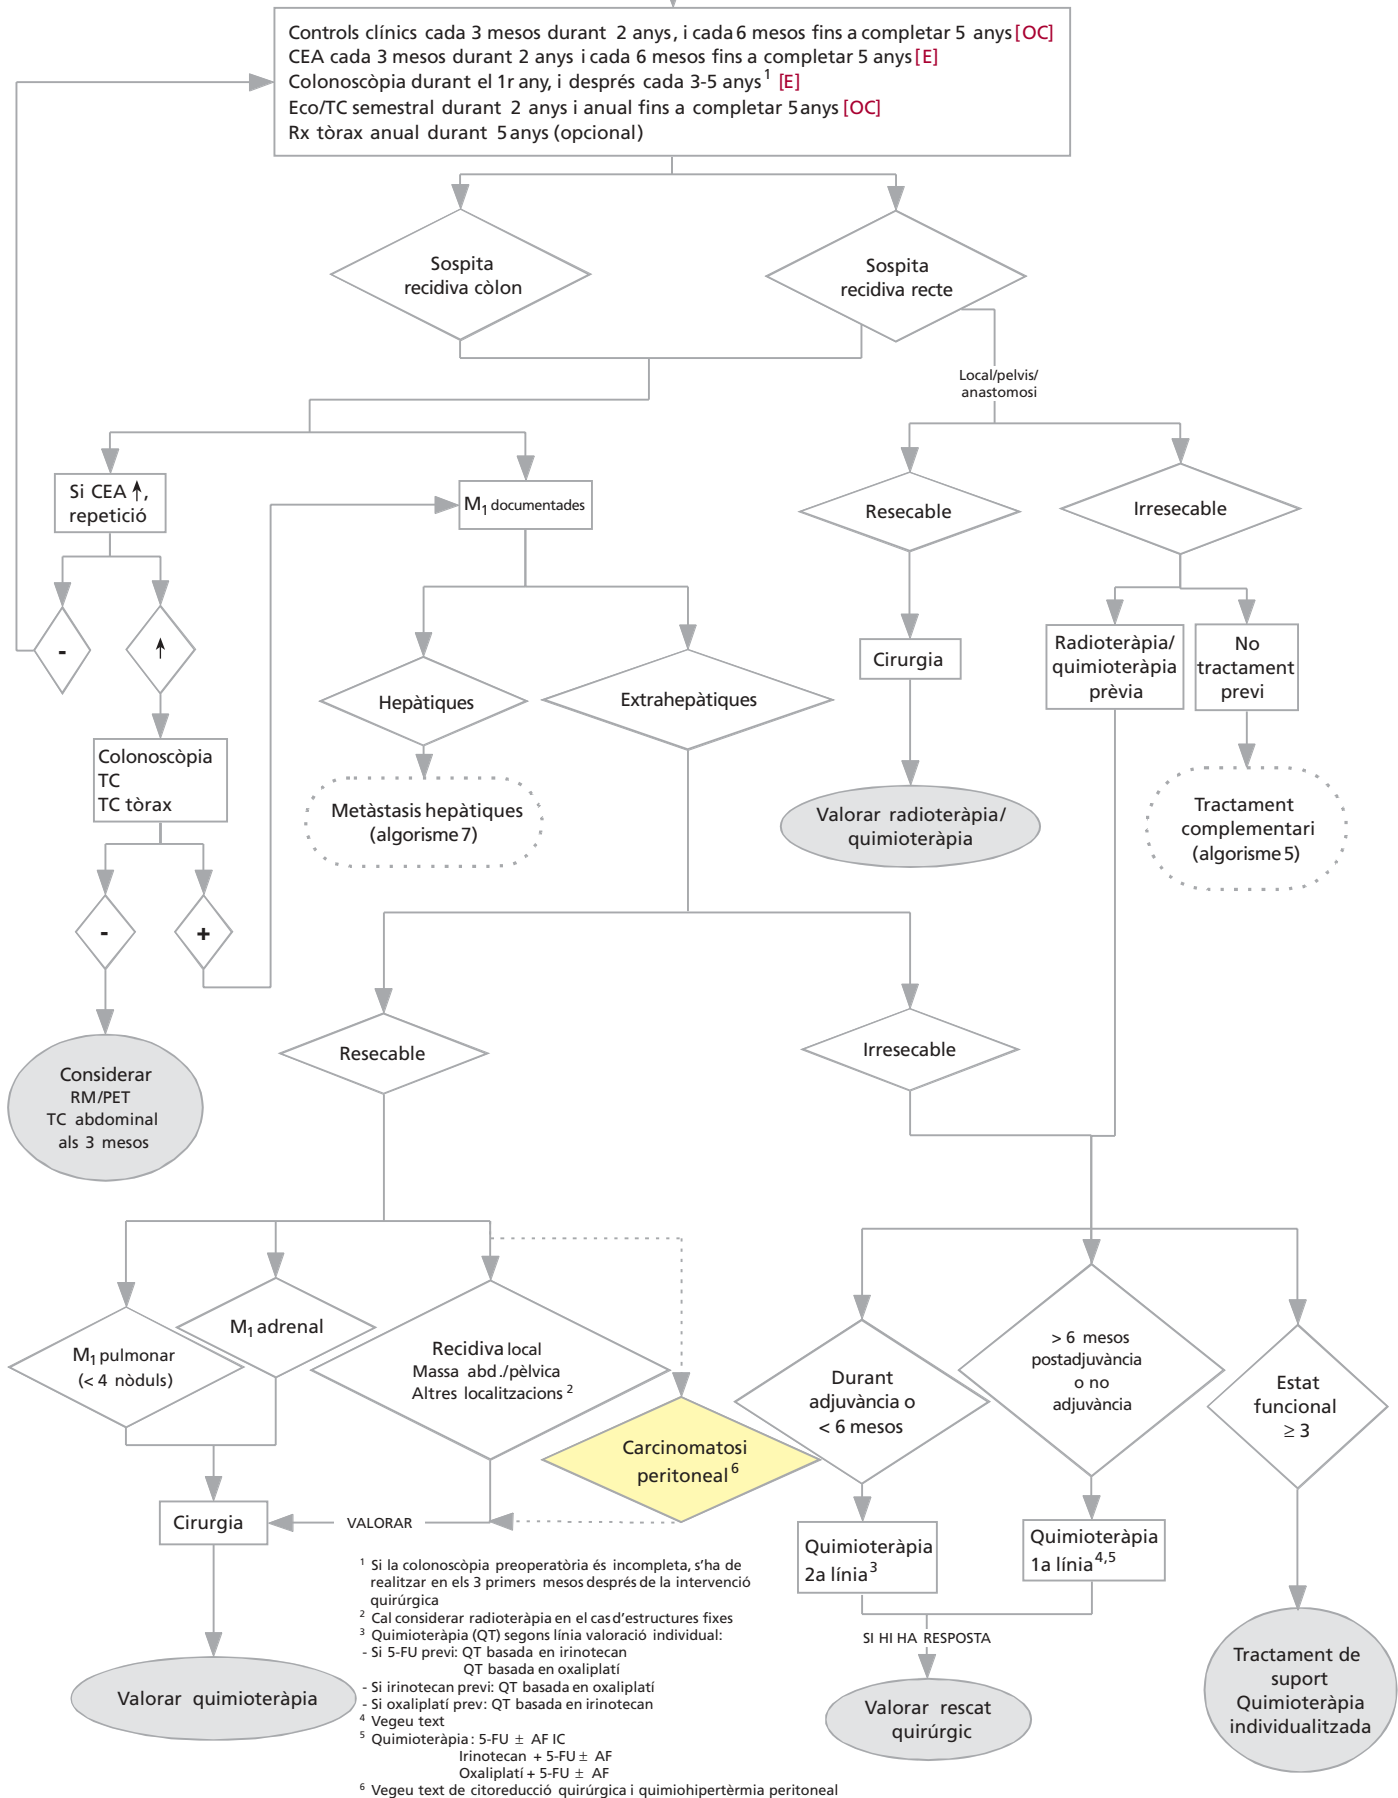 Controls clínics cada 3 mesos durant 2 anys, i cada 6 mesos fins a completar 5 anys [OC]
CEA cada 3 mesos durant 2 anys i cada 6 mesos fins a completar 5 anys [E]
Colonoscòpia durant el 1r any, i després cada 3-5 anys¹ [E]
Eco/TC semestral durant 2 anys i anual fins a completar 5 anys [OC]
Rx tòrax anual durant 5 anys (opcional)
Sospita
recidiva còlon
Sospita
recidiva recte
Local/pelvis/
anastomosi
Si CEA ↑,
repetició
M₁ documentades
Resecable
Irresecable
-
↑
Hepàtiques
Extrahepàtiques
Cirurgia
Radioteràpia/
quimioteràpia
prèvia
No
tractament
previ
Colonoscòpia
TC
TC tòrax
Metàstasis hepàtiques
(algorisme 7)
Valorar radioteràpia/
quimioteràpia
Tractament
complementari
(algorisme 5)
-
+
Considerar
RM/PET
TC abdominal
als 3 mesos
Resecable
Irresecable
M₁ pulmonar
(< 4 nòduls)
M₁ adrenal
Recidiva local
Massa abd./pèlvica
Altres localitzacions ²
Carcinomatosi
peritoneal ⁶
Durant
adjuvància o
< 6 mesos
> 6 mesos
postadjuvància
o no
adjuvància
Estat
funcional
≥ 3
Cirurgia
VALORAR
Quimioteràpia
2a línia ³
Quimioteràpia
1a línia ⁴,⁵
SI HI HA RESPOSTA
Valorar quimioteràpia
Valorar rescat
quirúrgic
Tractament de
suport
Quimioteràpia
individualitzada
¹ Si la colonoscòpia preoperatòria és incompleta, s'ha de
realitzar en els 3 primers mesos després de la intervenció
quirúrgica
² Cal considerar radioteràpia en el cas d'estructures fixes
³ Quimioteràpia (QT) segons línia valoració individual:
- Si 5-FU previ: QT basada en irinotecan
QT basada en oxaliplatí
- Si irinotecan previ: QT basada en oxaliplatí
- Si oxaliplatí prev: QT basada en irinotecan
⁴ Vegeu text
⁵ Quimioteràpia: 5-FU ± AF IC
Irinotecan + 5-FU ± AF
Oxaliplatí + 5-FU ± AF
⁶ Vegeu text de citoreducció quirúrgica i quimiohipertèrmia peritoneal